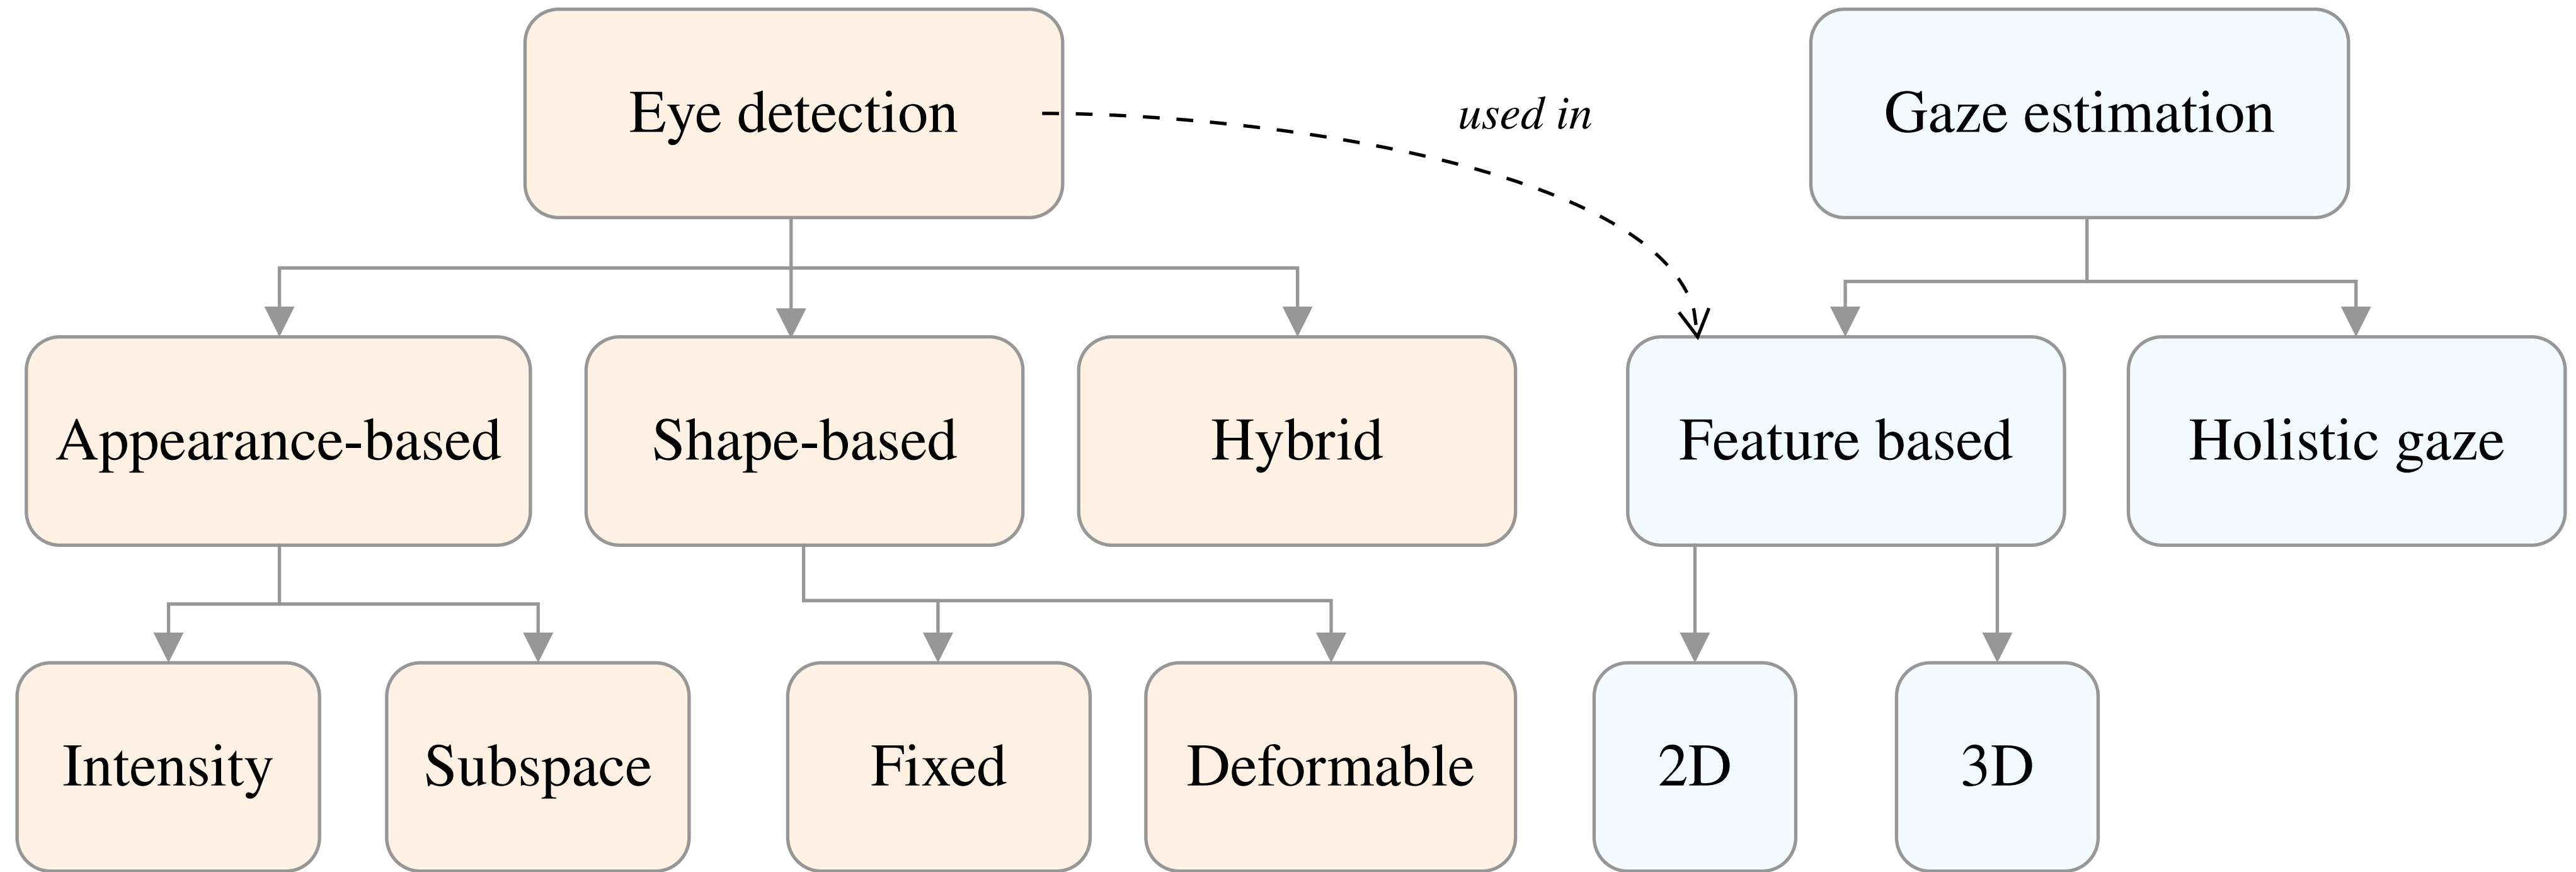 Eye detection
used in
Gaze estimation
Appearance-based
Shape-based
Hybrid
Feature based
Holistic gaze
Intensity
Subspace
Fixed
Deformable
2D
3D